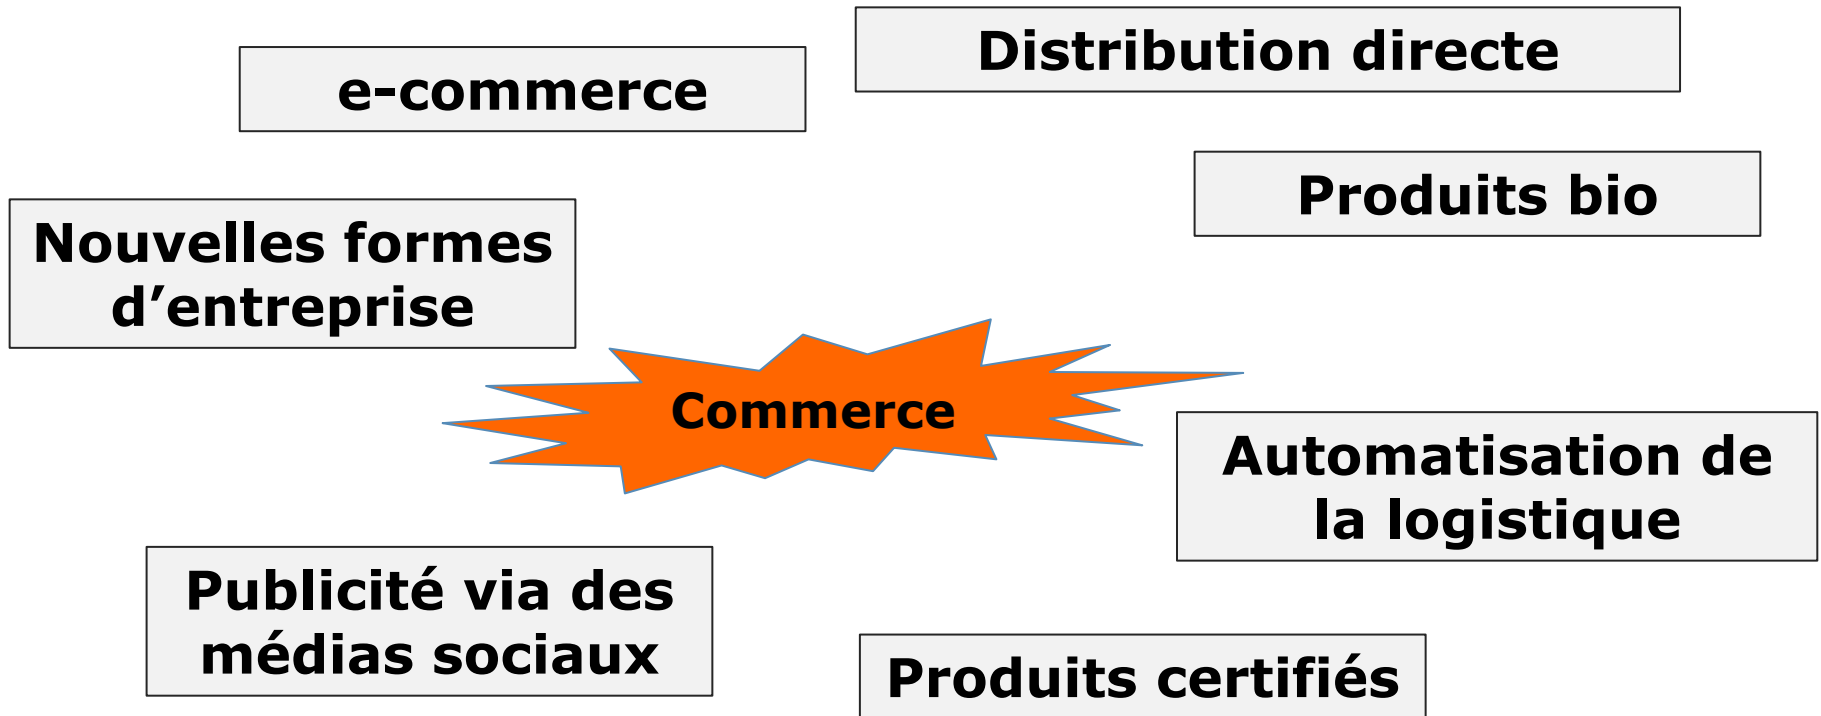 Distribution directe
e-commerce
Produits bio
Nouvelles formes
d’entreprise
Commerce
Automatisation de
la logistique
Publicité via des
médias sociaux
Produits certifiés